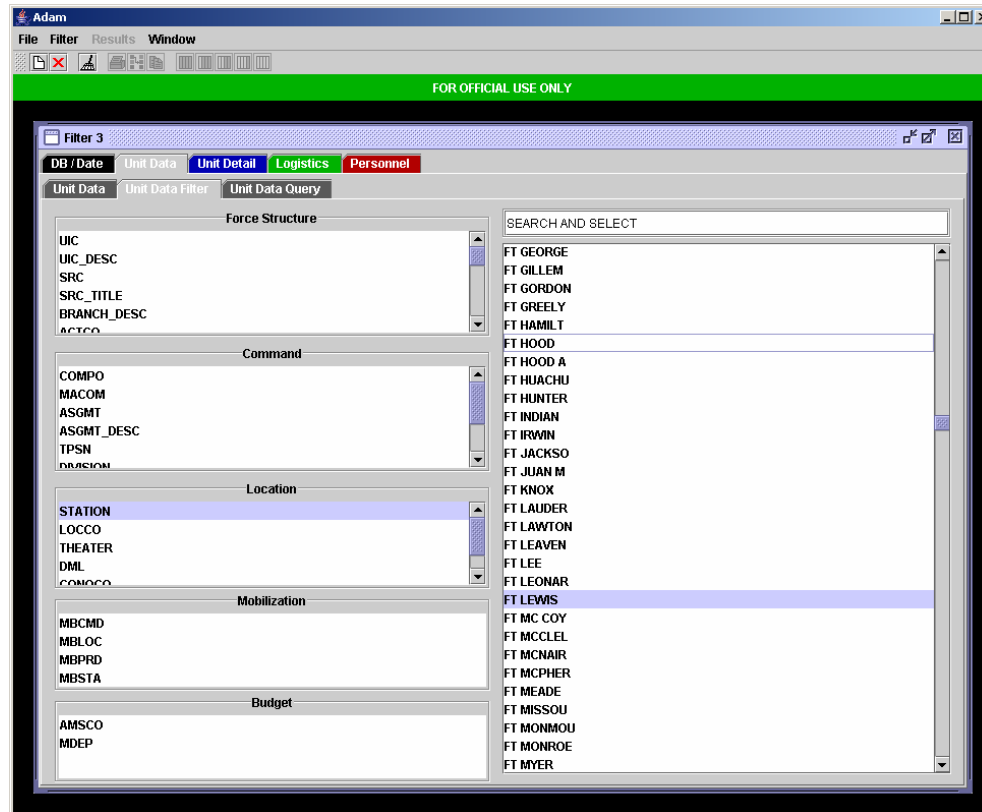 Adam
File Filter Results Window
FOR OFFICIAL USE ONLY
Filter 3
DB / Date Unit Data Unit Detail Logistics Personnel
Unit Data Unit Data Filter Unit Data Query
Force Structure
UIC
UIC_DESC
SRC
SRC_TITLE
BRANCH_DESC
ACTCO
Command
COMPO
MACOM
ASGMT
ASGMT_DESC
TPSN
DIVISION
Location
STATION
LOCCO
THEATER
DML
CONOCO
Mobilization
MBCMD
MBLOC
MBPRD
MBSTA
Budget
AMSCO
MDEP
SEARCH AND SELECT
FT GEORGE
FT GILLEM
FT GORDON
FT GREELY
FT HAMILT
FT HOOD
FT HOOD A
FT HUACHU
FT HUNTER
FT INDIAN
FT IRWIN
FT JACKSO
FT JUAN M
FT KNOX
FT LAUDER
FT LAWTON
FT LEAVEN
FT LEE
FT LEONAR
FT LEWIS
FT MC COY
FT MCCLEL
FT MCNAIR
FT MCPHER
FT MEADE
FT MISSOU
FT MONMOU
FT MONROE
FT MYER